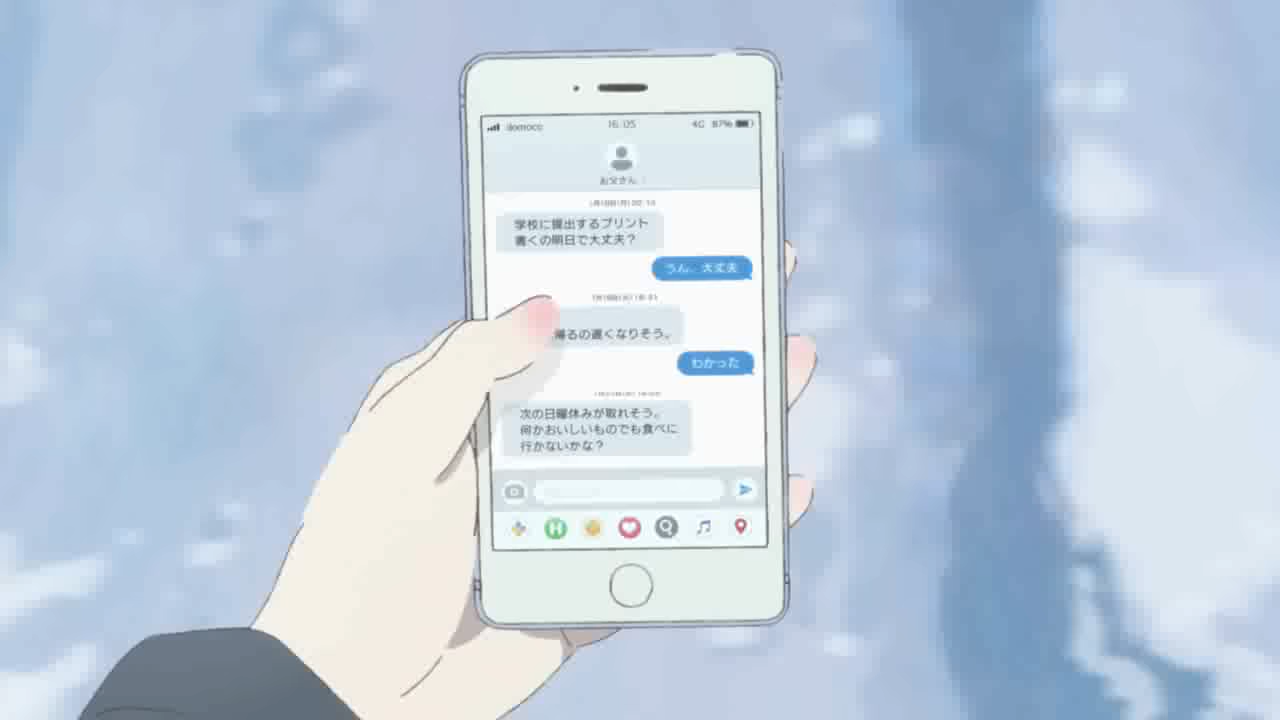 domoco 16:05 4G 87%
お父さん
学校に提出するプリント
書くの明日で大丈夫？
うん、大丈夫
帰るの遅くなりそう。
わかった
次の日曜休みが取れそう。
何かおいしいものでも食べに
行かないかな？